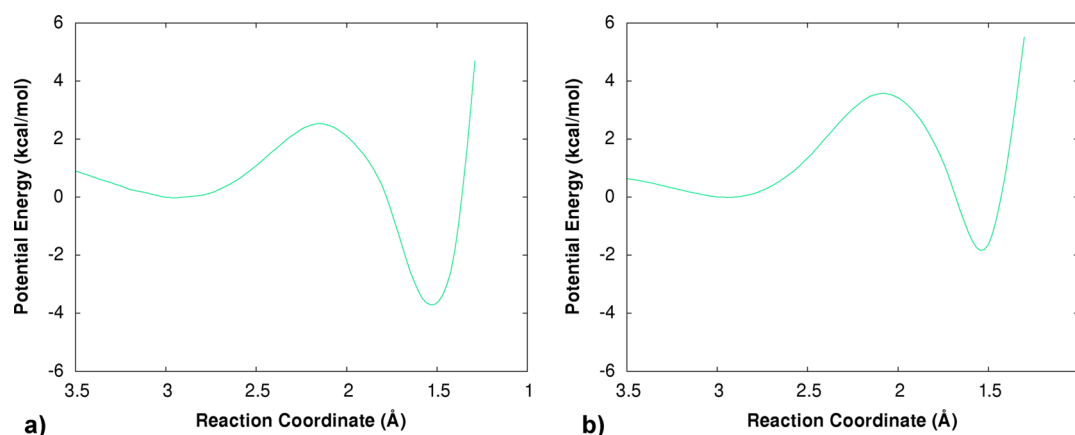 6
4
2
0
-2
-4
-6
Potential Energy (kcal/mol)
3.5 3 2.5 2 1.5 1
Reaction Coordinate (Å)
a)
6
4
2
0
-2
-4
-6
Potential Energy (kcal/mol)
3.5 3 2.5 2 1.5
Reaction Coordinate (Å)
b)